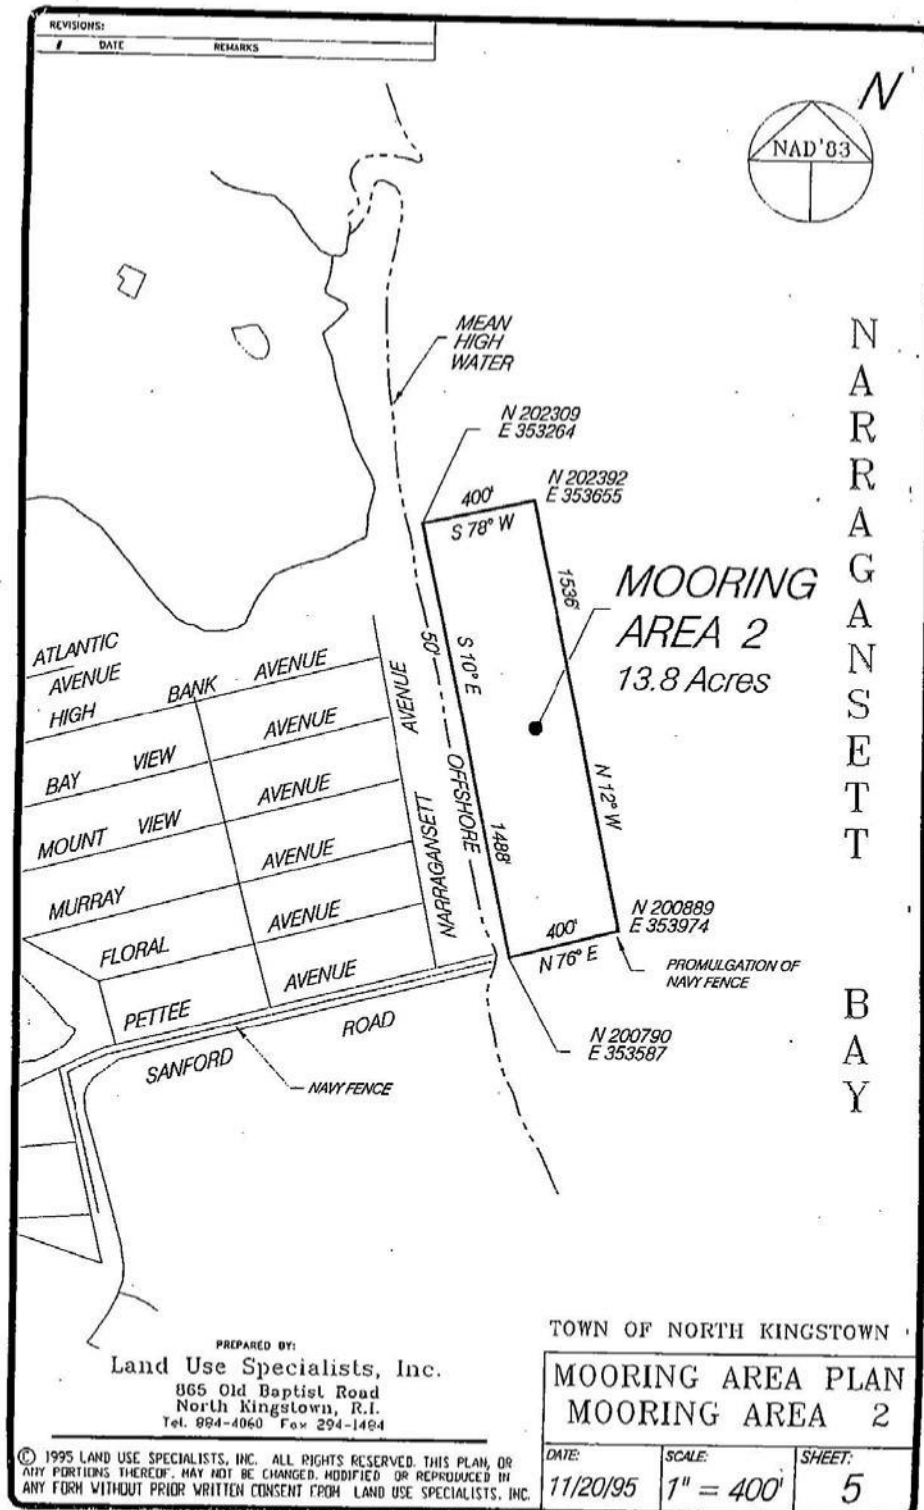 REVISIONS:
# DATE REMARKS
N
NAD'83
MEAN
HIGH
WATER
N 202309
E 353264
N 202392
E 353655
400'
S 78° W
1536'
MOORING
AREA 2
13.8 Acres
NARRAGANSETT
BAY
ATLANTIC
AVENUE
HIGH BANK AVENUE
BAY VIEW AVENUE
MOUNT VIEW AVENUE
MURRAY AVENUE
FLORAL AVENUE
PETTEE AVENUE
NARRAGANSETT AVENUE
50' OFFSHORE
S 10° E
1488'
N 12° W
400'
N 76° E
N 200889
E 353974
PROMULGATION OF
NAVY FENCE
N 200790
E 353587
SANFORD ROAD
NAVY FENCE
PREPARED BY:
Land Use Specialists, Inc.
865 Old Baptist Road
North Kingstown, R.I.
Tel. 884-4060 Fax 294-1484
© 1995 LAND USE SPECIALISTS, INC. ALL RIGHTS RESERVED. THIS PLAN, OR
ANY PORTIONS THEREOF, MAY NOT BE CHANGED, MODIFIED OR REPRODUCED IN
ANY FORM WITHOUT PRIOR WRITTEN CONSENT FROM LAND USE SPECIALISTS, INC.
TOWN OF NORTH KINGSTOWN
MOORING AREA PLAN
MOORING AREA 2
DATE: SCALE: SHEET:
11/20/95 1" = 400' 5